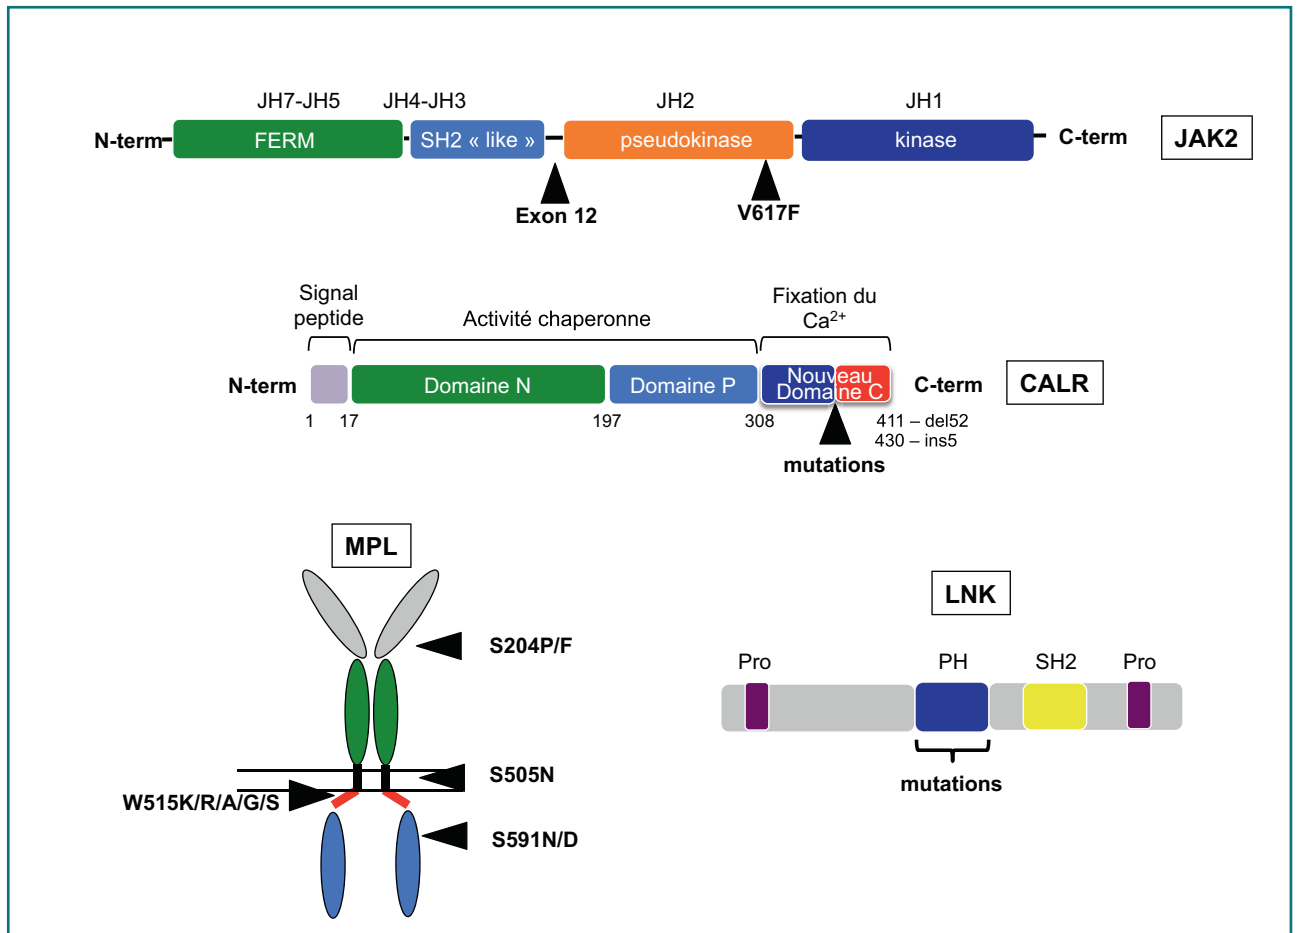 JH7-JH5 JH4-JH3 JH2 JH1
N-term FERM SH2 « like » pseudokinase kinase C-term JAK2
Exon 12 V617F
Signal
peptide
Activité chaperonne
Fixation du
Ca2+
N-term Domaine N Domaine P Nouveau
Domaine C C-term CALR
1 17 197 308 411 – del52
430 – ins5
mutations
MPL
S204P/F
S505N
W515K/R/A/G/S
S591N/D
LNK
Pro PH SH2 Pro
mutations